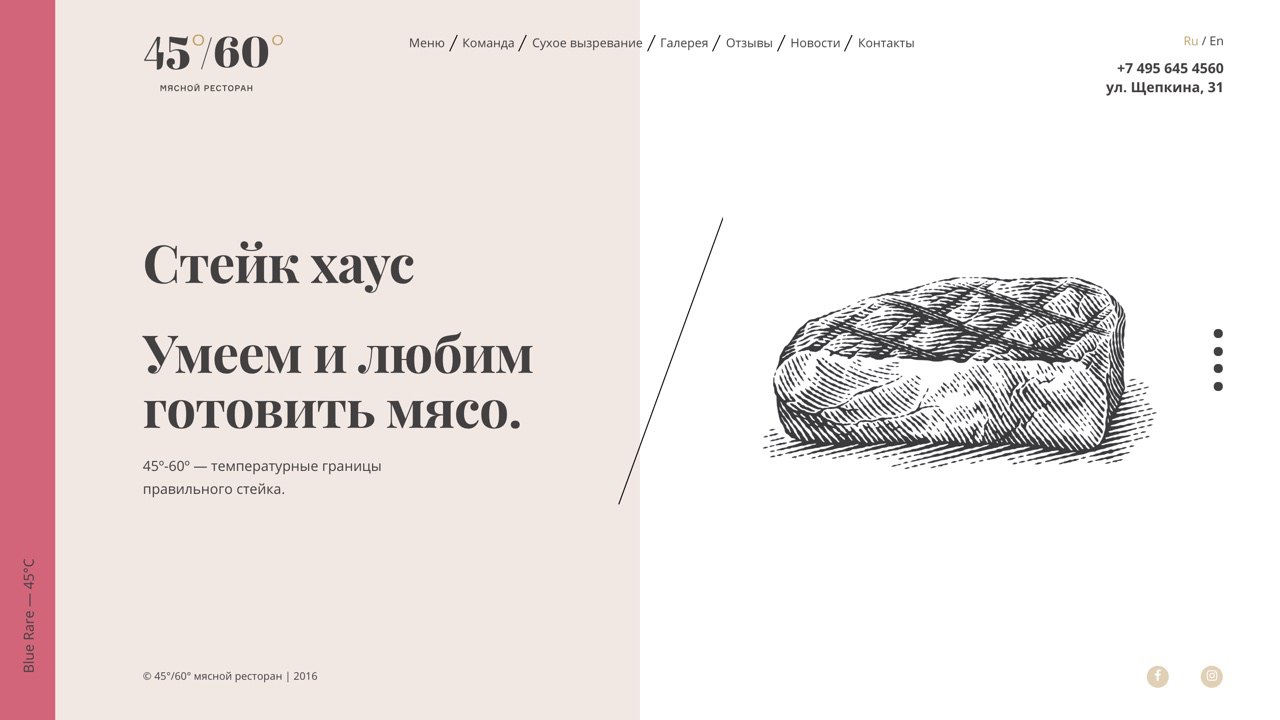 45°/60°
МЯСНОЙ РЕСТОРАН
Меню / Команда / Сухое вызревание / Галерея / Отзывы / Новости / Контакты
Ru / En
+7 495 645 4560
ул. Щепкина, 31
Стейк хаус
Умеем и любим
готовить мясо.
45°-60° — температурные границы
правильного стейка.
Blue Rare — 45°C
© 45°/60° мясной ресторан | 2016